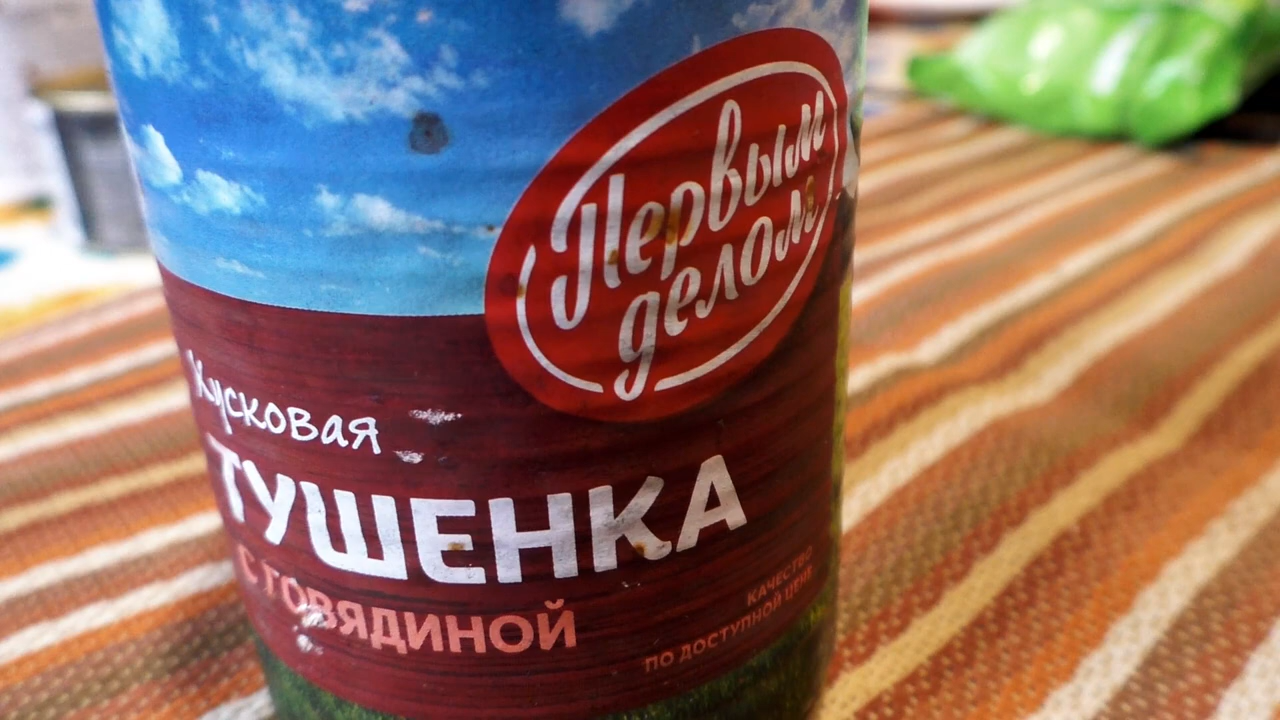 Первым
делом
Кусковая
ТУШЕНКА
С ГОВЯДИНОЙ
КАЧЕСТВО
ПО ДОСТУПНОЙ ЦЕНЕ